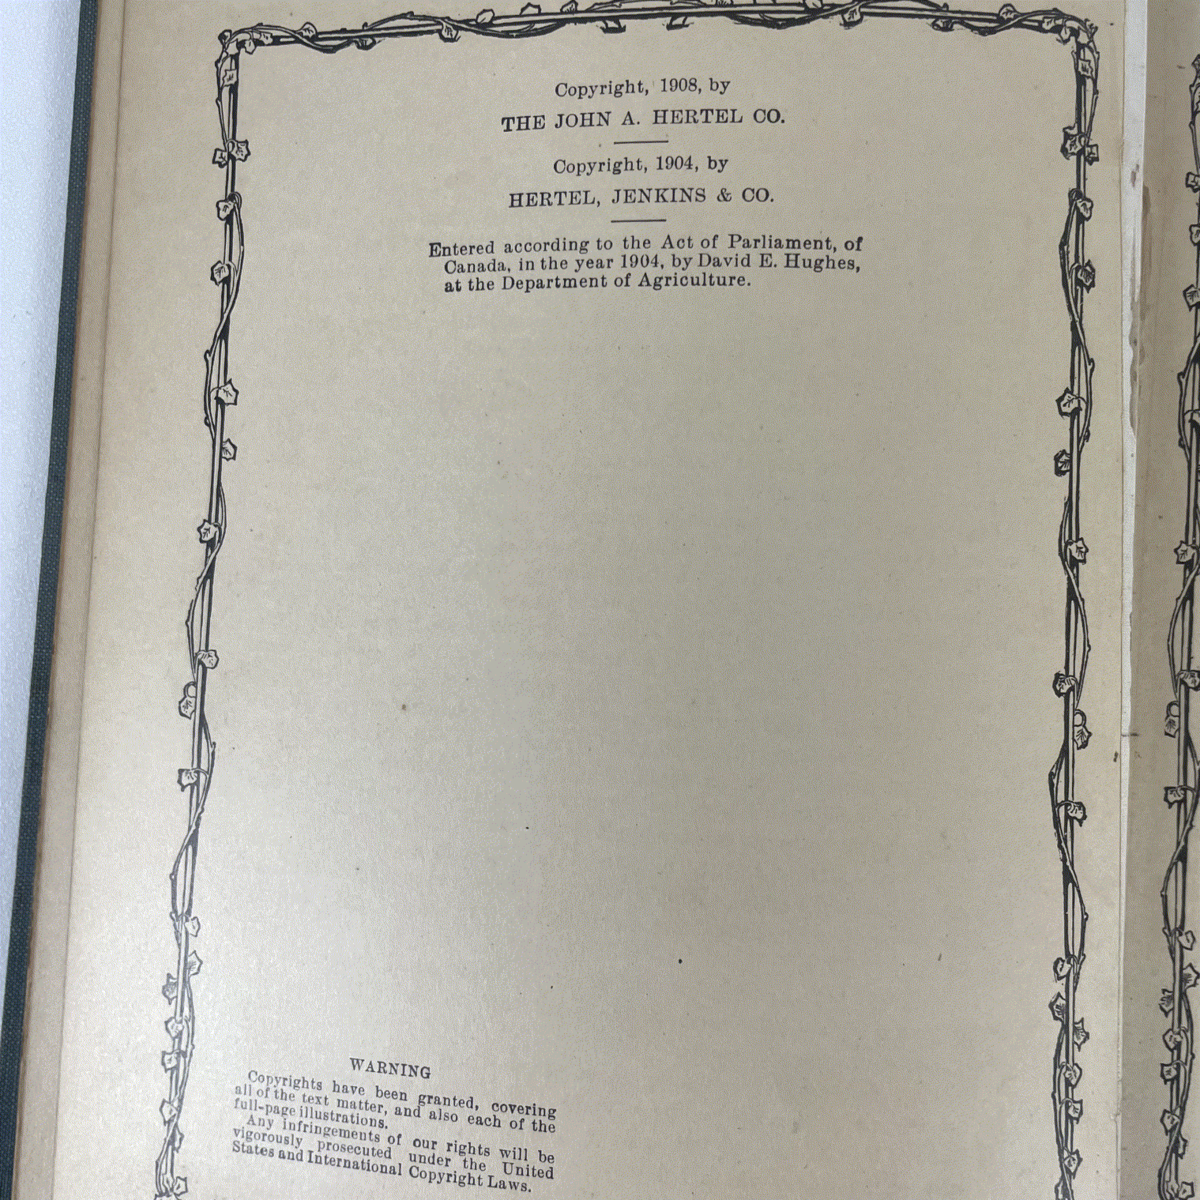 Copyright, 1908, by
THE JOHN A. HERTEL CO.
Copyright, 1904, by
HERTEL, JENKINS & CO.
Entered according to the Act of Parliament, of
Canada, in the year 1904, by David E. Hughes,
at the Department of Agriculture.
WARNING
Copyrights have been granted, covering
all of the text matter, and also each of the
full-page illustrations.
Any infringements of our rights will be
vigorously prosecuted under the United
States and International Copyright Laws.